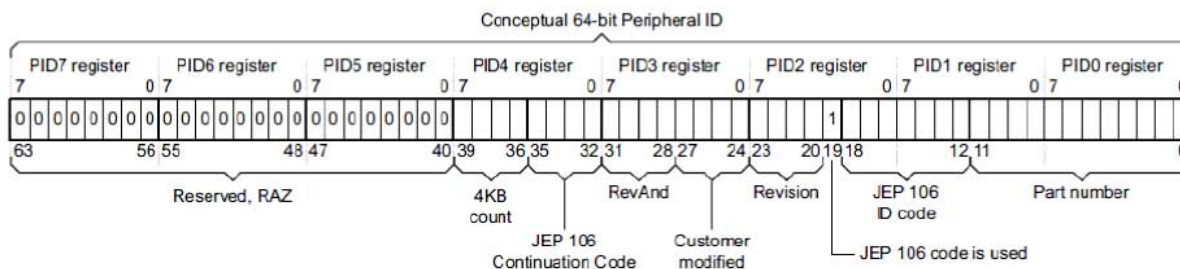 Conceptual 64-bit Peripheral ID
PID7 register PID6 register PID5 register PID4 register PID3 register PID2 register PID1 register PID0 register
7 0 7 0 7 0 7 0 7 0 7 0 7 0 7
0 0 0 0 0 0 0 0 0 0 0 0 0 0 0 0 0 0 0 0 0 0 0 0 1
63 56 55 48 47 40 39 36 35 32 31 28 27 24 23 20 19 18 12 11
Reserved, RAZ 4KB count RevAnd Revision JEP 106 ID code Part number
JEP 106 Continuation Code Customer modified JEP 106 code is used